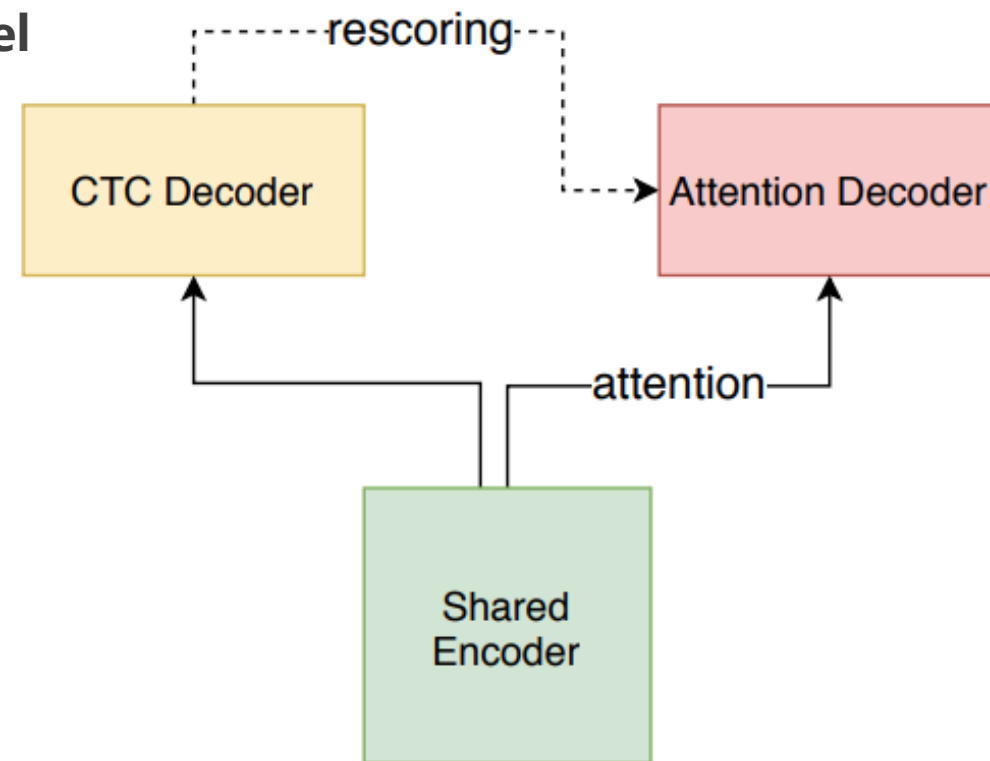 el
rescoring
CTC Decoder
Attention Decoder
attention
Shared
Encoder